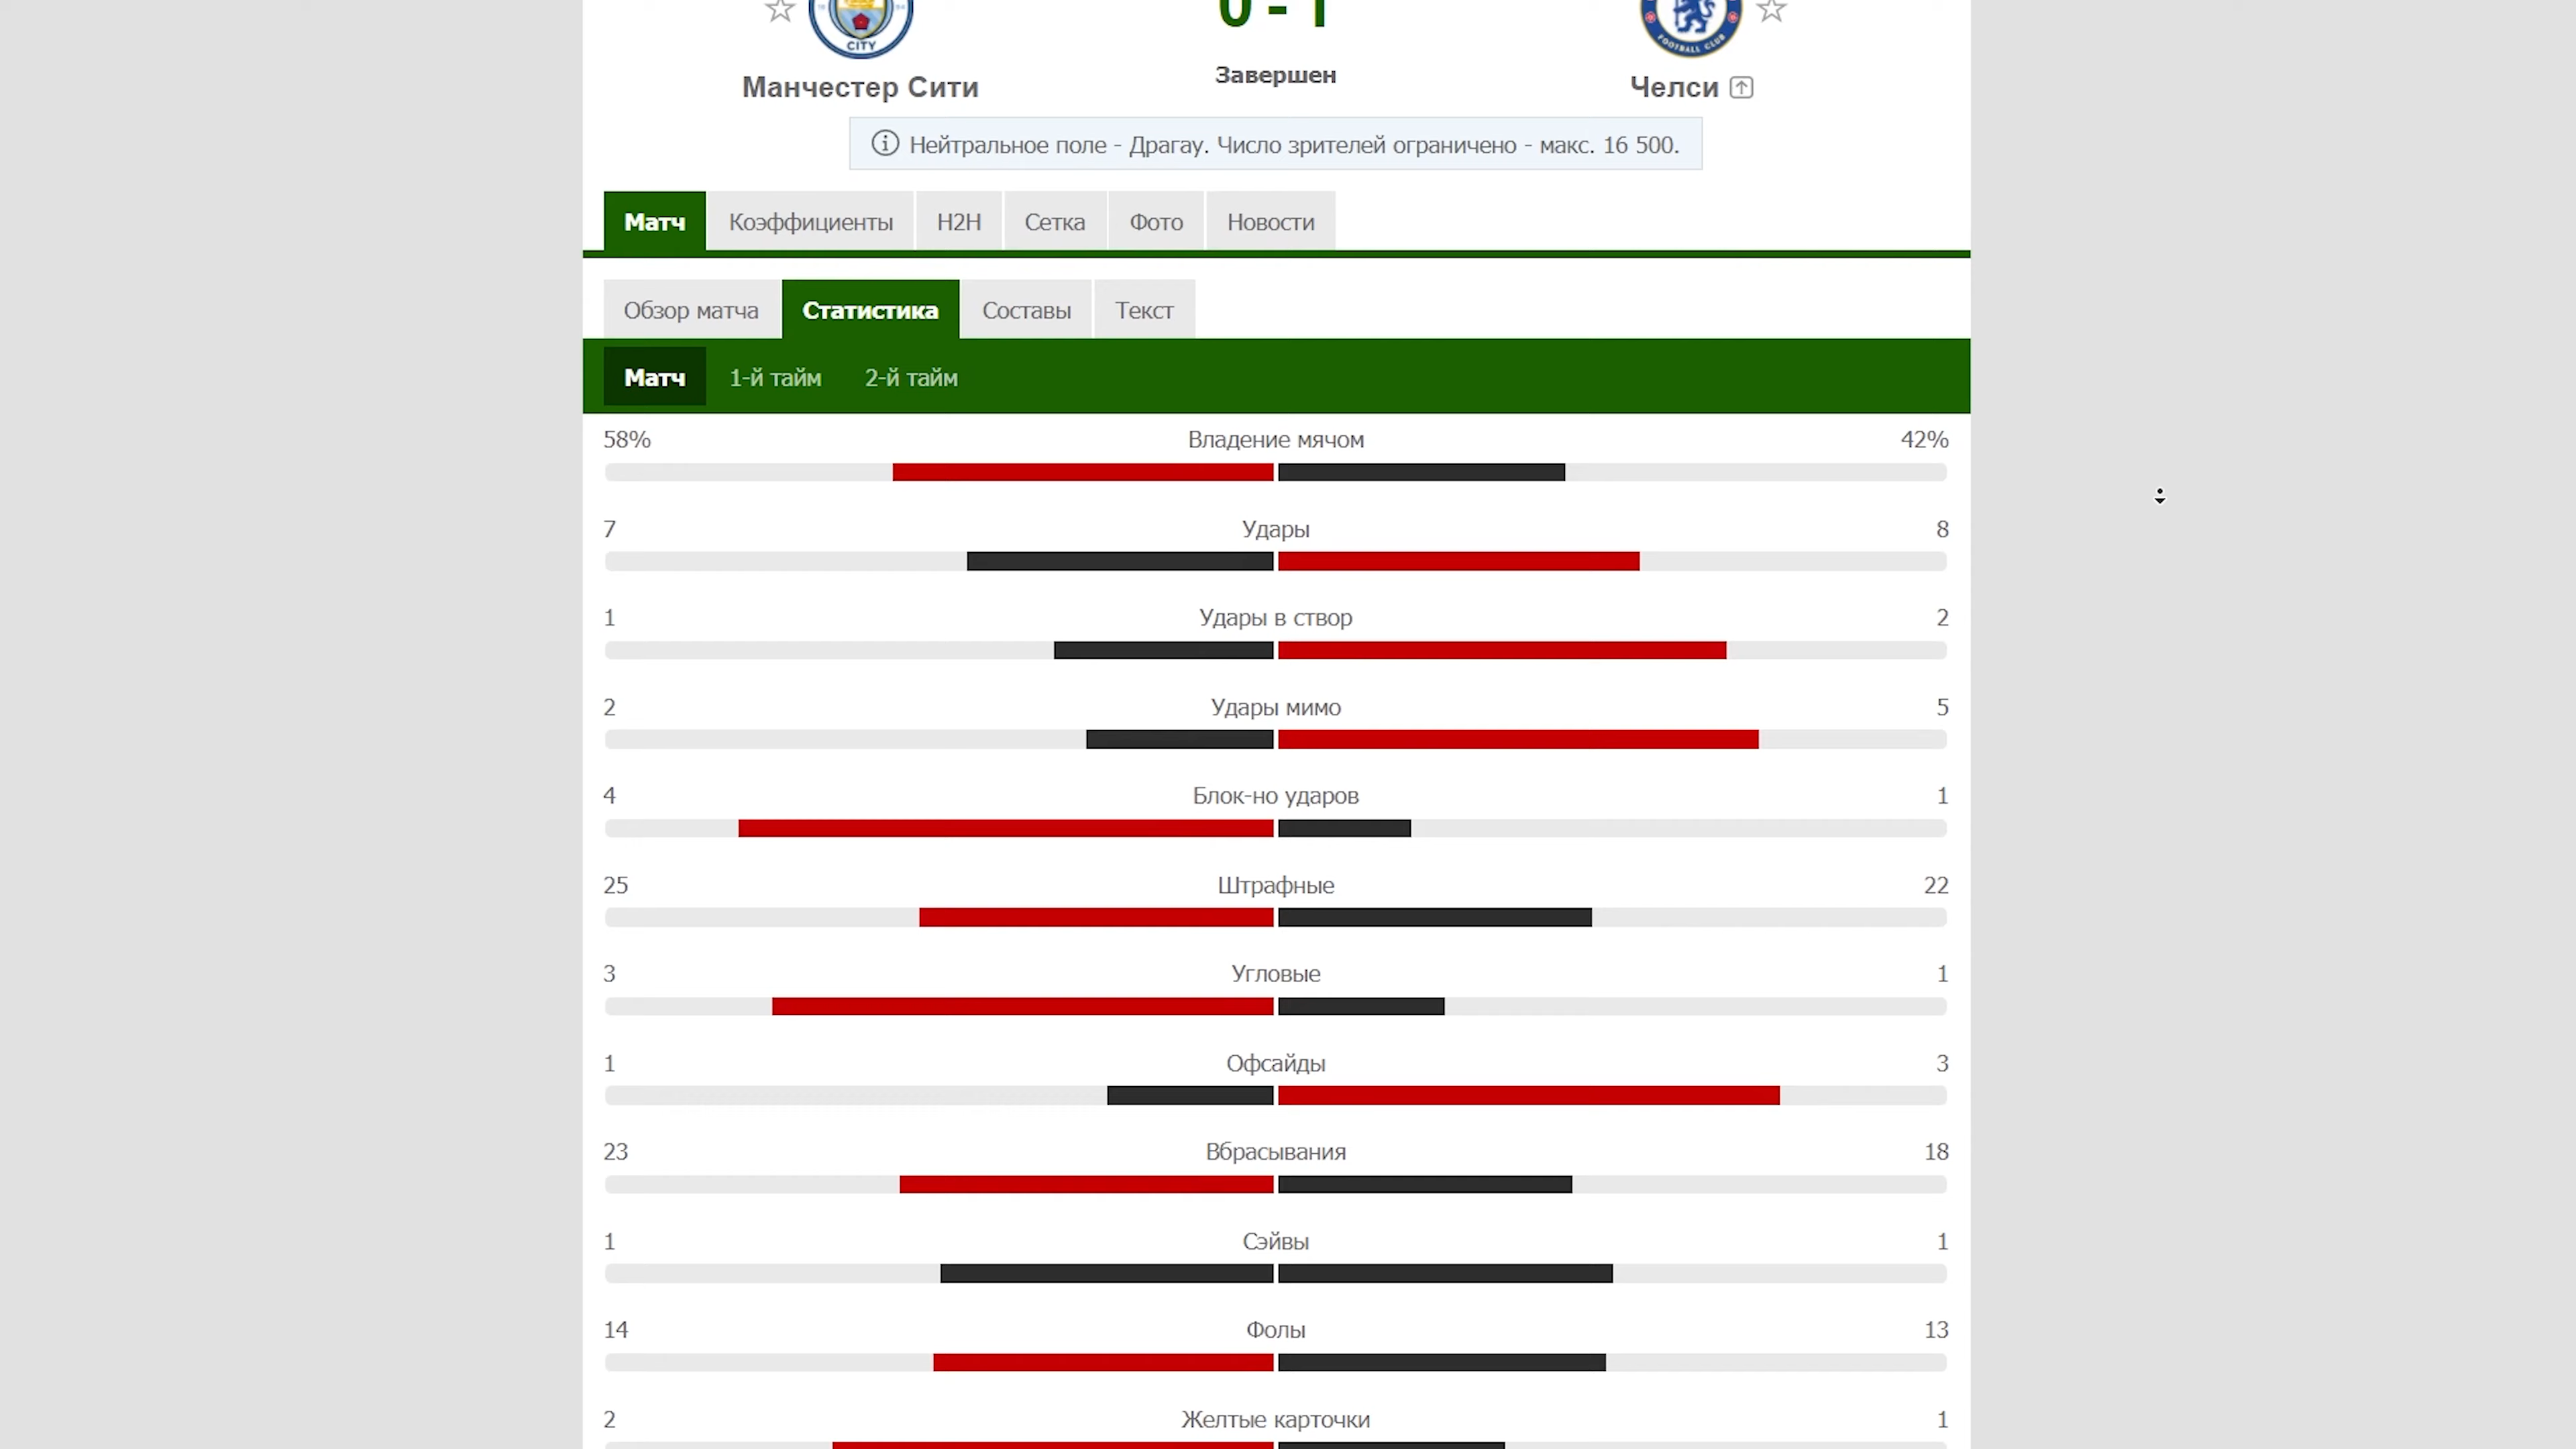 0 - 1
CITY
FOOTBALL CLUB
Манчестер Сити
Завершен
Челси
Нейтральное поле - Драгау. Число зрителей ограничено - макс. 16 500.
Матч Коэффициенты H2H Сетка Фото Новости
Обзор матча Статистика Составы Текст
Матч 1-й тайм 2-й тайм
58% Владение мячом 42%
7 Удары 8
1 Удары в створ 2
2 Удары мимо 5
4 Блок-но ударов 1
25 Штрафные 22
3 Угловые 1
1 Офсайды 3
23 Вбрасывания 18
1 Сэйвы 1
14 Фолы 13
2 Желтые карточки 1